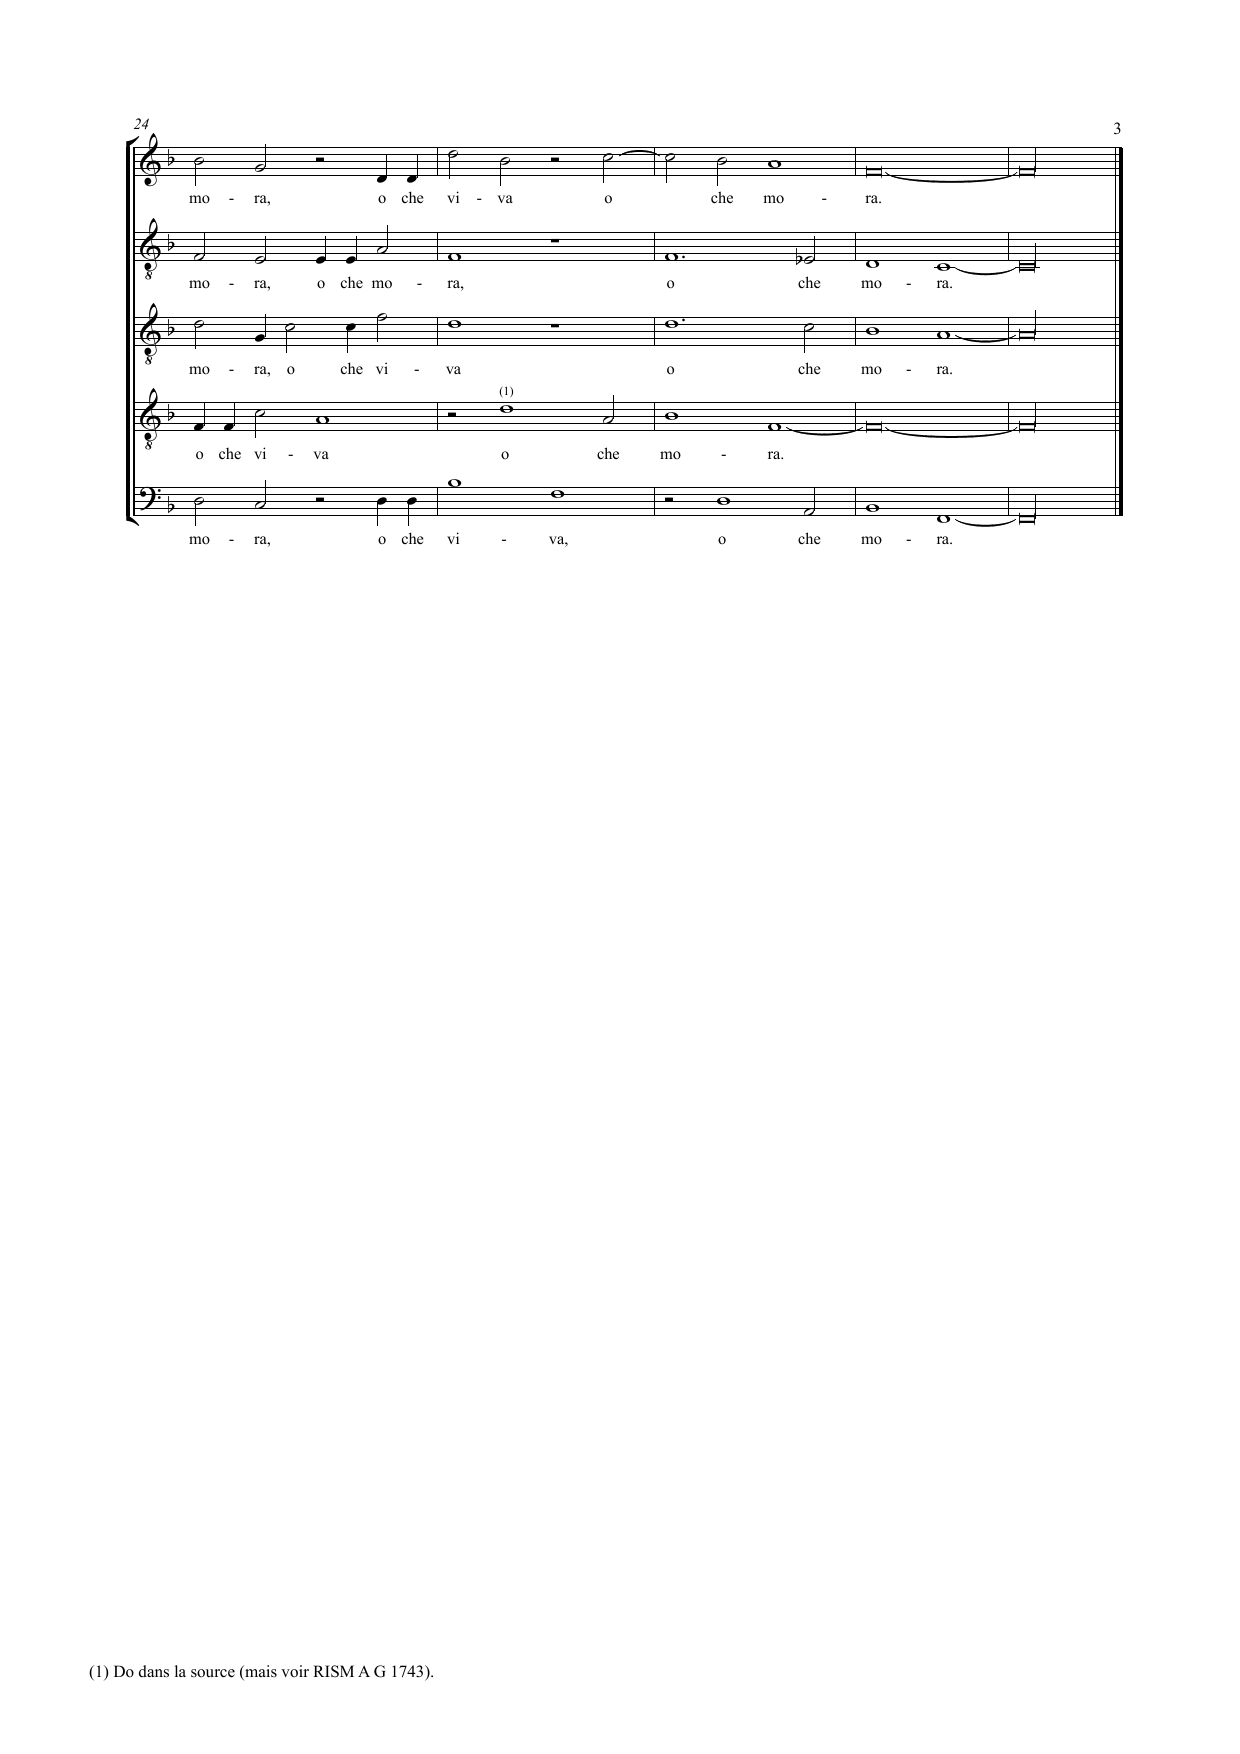 24
3
mo - ra, o che vi - va o che mo - ra.
mo - ra, o che mo - ra, o che mo - ra.
mo - ra, o che vi - va o che mo - ra.
(1)
o che vi - va o che mo - ra.
mo - ra, o che vi - va, o che mo - ra.
(1) Do dans la source (mais voir RISM A G 1743).